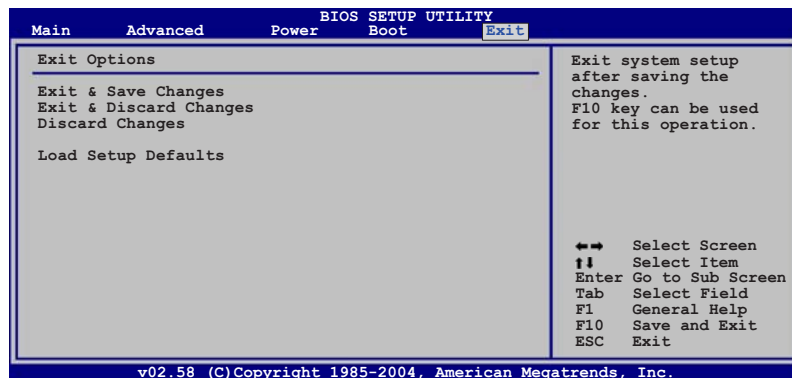 BIOS SETUP UTILITY
Main Advanced Power Boot Exit
Exit Options
Exit & Save Changes
Exit & Discard Changes
Discard Changes
Load Setup Defaults
Exit system setup
after saving the
changes.
F10 key can be used
for this operation.
←→ Select Screen
↑↓ Select Item
Enter Go to Sub Screen
Tab Select Field
F1 General Help
F10 Save and Exit
ESC Exit
v02.58 (C)Copyright 1985-2004, American Megatrends, Inc.